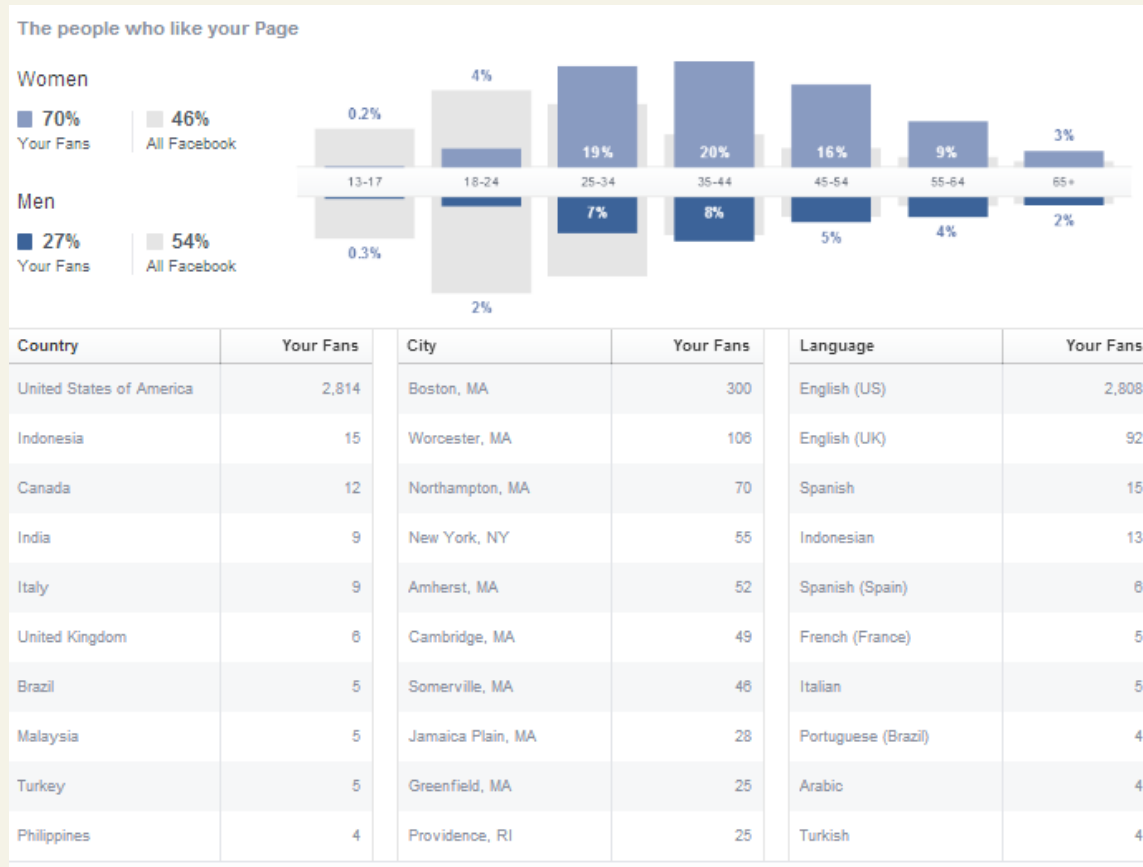 The people who like your Page
Women
70% 46%
Your Fans All Facebook
Men
27% 54%
Your Fans All Facebook
0.2% 4% 19% 20% 16% 9% 3%
13-17 18-24 25-34 35-44 45-54 55-64 65+
0.3% 2% 7% 8% 5% 4% 2%
Country Your Fans City Your Fans Language Your Fans
United States of America 2,814 Boston, MA 300 English (US) 2,808
Indonesia 15 Worcester, MA 106 English (UK) 92
Canada 12 Northampton, MA 70 Spanish 15
India 9 New York, NY 55 Indonesian 13
Italy 9 Amherst, MA 52 Spanish (Spain) 6
United Kingdom 6 Cambridge, MA 49 French (France) 5
Brazil 5 Somerville, MA 46 Italian 5
Malaysia 5 Jamaica Plain, MA 28 Portuguese (Brazil) 4
Turkey 5 Greenfield, MA 25 Arabic 4
Philippines 4 Providence, RI 25 Turkish 4